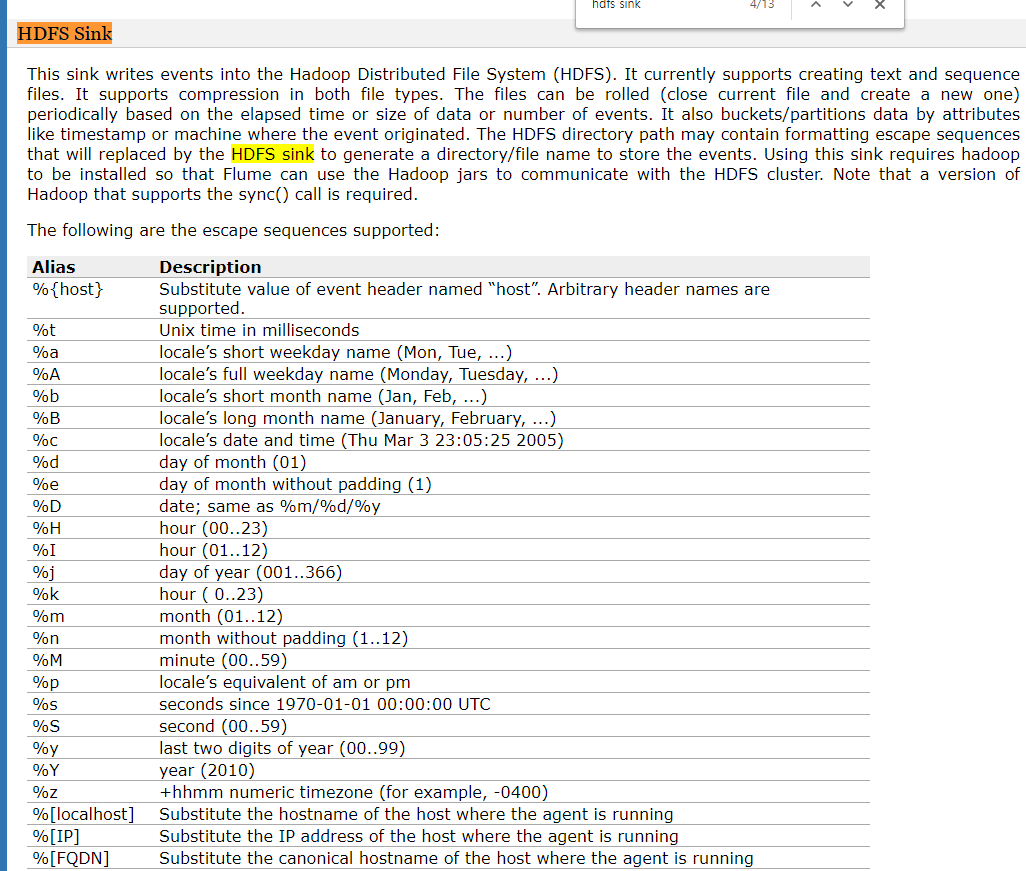 hdfs sink 4/13
HDFS Sink
This sink writes events into the Hadoop Distributed File System (HDFS). It currently supports creating text and sequence
files. It supports compression in both file types. The files can be rolled (close current file and create a new one)
periodically based on the elapsed time or size of data or number of events. It also buckets/partitions data by attributes
like timestamp or machine where the event originated. The HDFS directory path may contain formatting escape sequences
that will replaced by the HDFS sink to generate a directory/file name to store the events. Using this sink requires hadoop
to be installed so that Flume can use the Hadoop jars to communicate with the HDFS cluster. Note that a version of
Hadoop that supports the sync() call is required.
The following are the escape sequences supported:
Alias Description
%{host} Substitute value of event header named “host”. Arbitrary header names are
supported.
%t Unix time in milliseconds
%a locale’s short weekday name (Mon, Tue, ...)
%A locale’s full weekday name (Monday, Tuesday, ...)
%b locale’s short month name (Jan, Feb, ...)
%B locale’s long month name (January, February, ...)
%c locale’s date and time (Thu Mar 3 23:05:25 2005)
%d day of month (01)
%e day of month without padding (1)
%D date; same as %m/%d/%y
%H hour (00..23)
%I hour (01..12)
%j day of year (001..366)
%k hour ( 0..23)
%m month (01..12)
%n month without padding (1..12)
%M minute (00..59)
%p locale’s equivalent of am or pm
%s seconds since 1970-01-01 00:00:00 UTC
%S second (00..59)
%y last two digits of year (00..99)
%Y year (2010)
%z +hhmm numeric timezone (for example, -0400)
%[localhost] Substitute the hostname of the host where the agent is running
%[IP] Substitute the IP address of the host where the agent is running
%[FQDN] Substitute the canonical hostname of the host where the agent is running